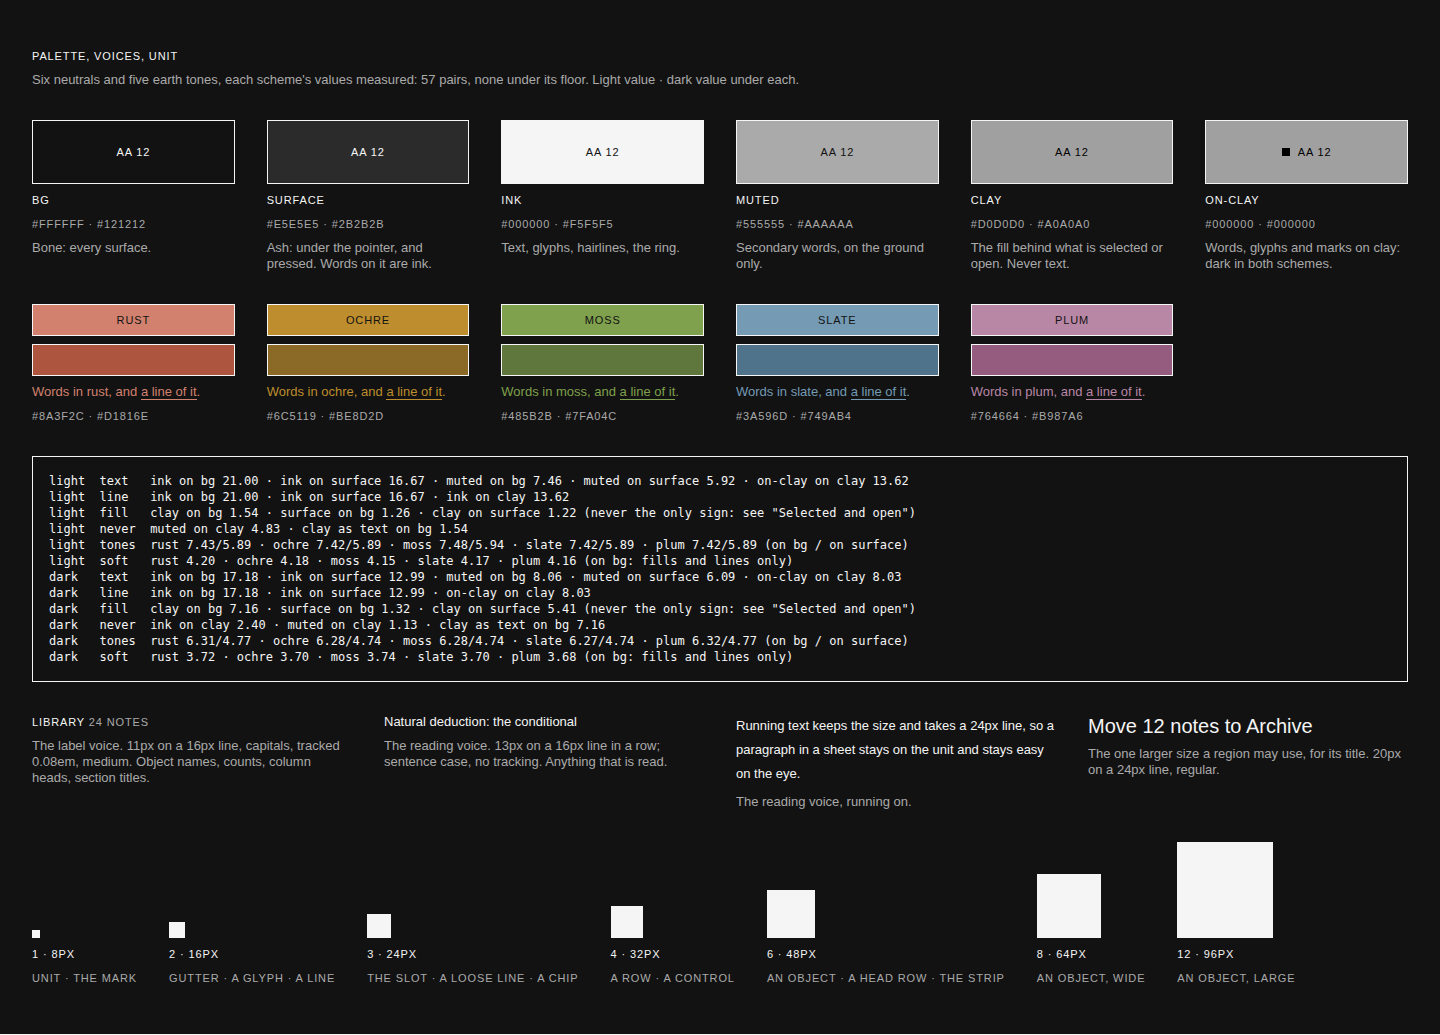 PALETTE, VOICES, UNIT
Six neutrals and five earth tones, each scheme's values measured: 57 pairs, none under its floor. Light value · dark value under each.
AA 12
AA 12
AA 12
AA 12
AA 12
AA 12
BG
SURFACE
INK
MUTED
CLAY
ON-CLAY
#FFFFFF · #121212
#E5E5E5 · #2B2B2B
#000000 · #F5F5F5
#555555 · #AAAAAA
#D0D0D0 · #A0A0A0
#000000 · #000000
Bone: every surface.
Ash: under the pointer, and
pressed. Words on it are ink.
Text, glyphs, hairlines, the ring.
Secondary words, on the ground
only.
The fill behind what is selected or
open. Never text.
Words, glyphs and marks on clay:
dark in both schemes.
RUST
OCHRE
MOSS
SLATE
PLUM
Words in rust, and a line of it.
Words in ochre, and a line of it.
Words in moss, and a line of it.
Words in slate, and a line of it.
Words in plum, and a line of it.
#8A3F2C · #D1816E
#6C5119 · #BE8D2D
#485B2B · #7FA04C
#3A596D · #749AB4
#764664 · #B987A6
light text ink on bg 21.00 · ink on surface 16.67 · muted on bg 7.46 · muted on surface 5.92 · on-clay on clay 13.62
light line ink on bg 21.00 · ink on surface 16.67 · ink on clay 13.62
light fill clay on bg 1.54 · surface on bg 1.26 · clay on surface 1.22 (never the only sign: see "Selected and open")
light never muted on clay 4.83 · clay as text on bg 1.54
light tones rust 7.43/5.89 · ochre 7.42/5.89 · moss 7.48/5.94 · slate 7.42/5.89 · plum 7.42/5.89 (on bg / on surface)
light soft rust 4.20 · ochre 4.18 · moss 4.15 · slate 4.17 · plum 4.16 (on bg: fills and lines only)
dark text ink on bg 17.18 · ink on surface 12.99 · muted on bg 8.06 · muted on surface 6.09 · on-clay on clay 8.03
dark line ink on bg 17.18 · ink on surface 12.99 · on-clay on clay 8.03
dark fill clay on bg 7.16 · surface on bg 1.32 · clay on surface 5.41 (never the only sign: see "Selected and open")
dark never ink on clay 2.40 · muted on clay 1.13 · clay as text on bg 7.16
dark tones rust 6.31/4.77 · ochre 6.28/4.74 · moss 6.28/4.74 · slate 6.27/4.74 · plum 6.32/4.77 (on bg / on surface)
dark soft rust 3.72 · ochre 3.70 · moss 3.74 · slate 3.70 · plum 3.68 (on bg: fills and lines only)
LIBRARY 24 NOTES
The label voice. 11px on a 16px line, capitals, tracked
0.08em, medium. Object names, counts, column
heads, section titles.
Natural deduction: the conditional
The reading voice. 13px on a 16px line in a row;
sentence case, no tracking. Anything that is read.
Running text keeps the size and takes a 24px line, so a
paragraph in a sheet stays on the unit and stays easy
on the eye.
The reading voice, running on.
Move 12 notes to Archive
The one larger size a region may use, for its title. 20px
on a 24px line, regular.
1 · 8PX
2 · 16PX
3 · 24PX
4 · 32PX
6 · 48PX
8 · 64PX
12 · 96PX
UNIT · THE MARK
GUTTER · A GLYPH · A LINE
THE SLOT · A LOOSE LINE · A CHIP
A ROW · A CONTROL
AN OBJECT · A HEAD ROW · THE STRIP
AN OBJECT, WIDE
AN OBJECT, LARGE